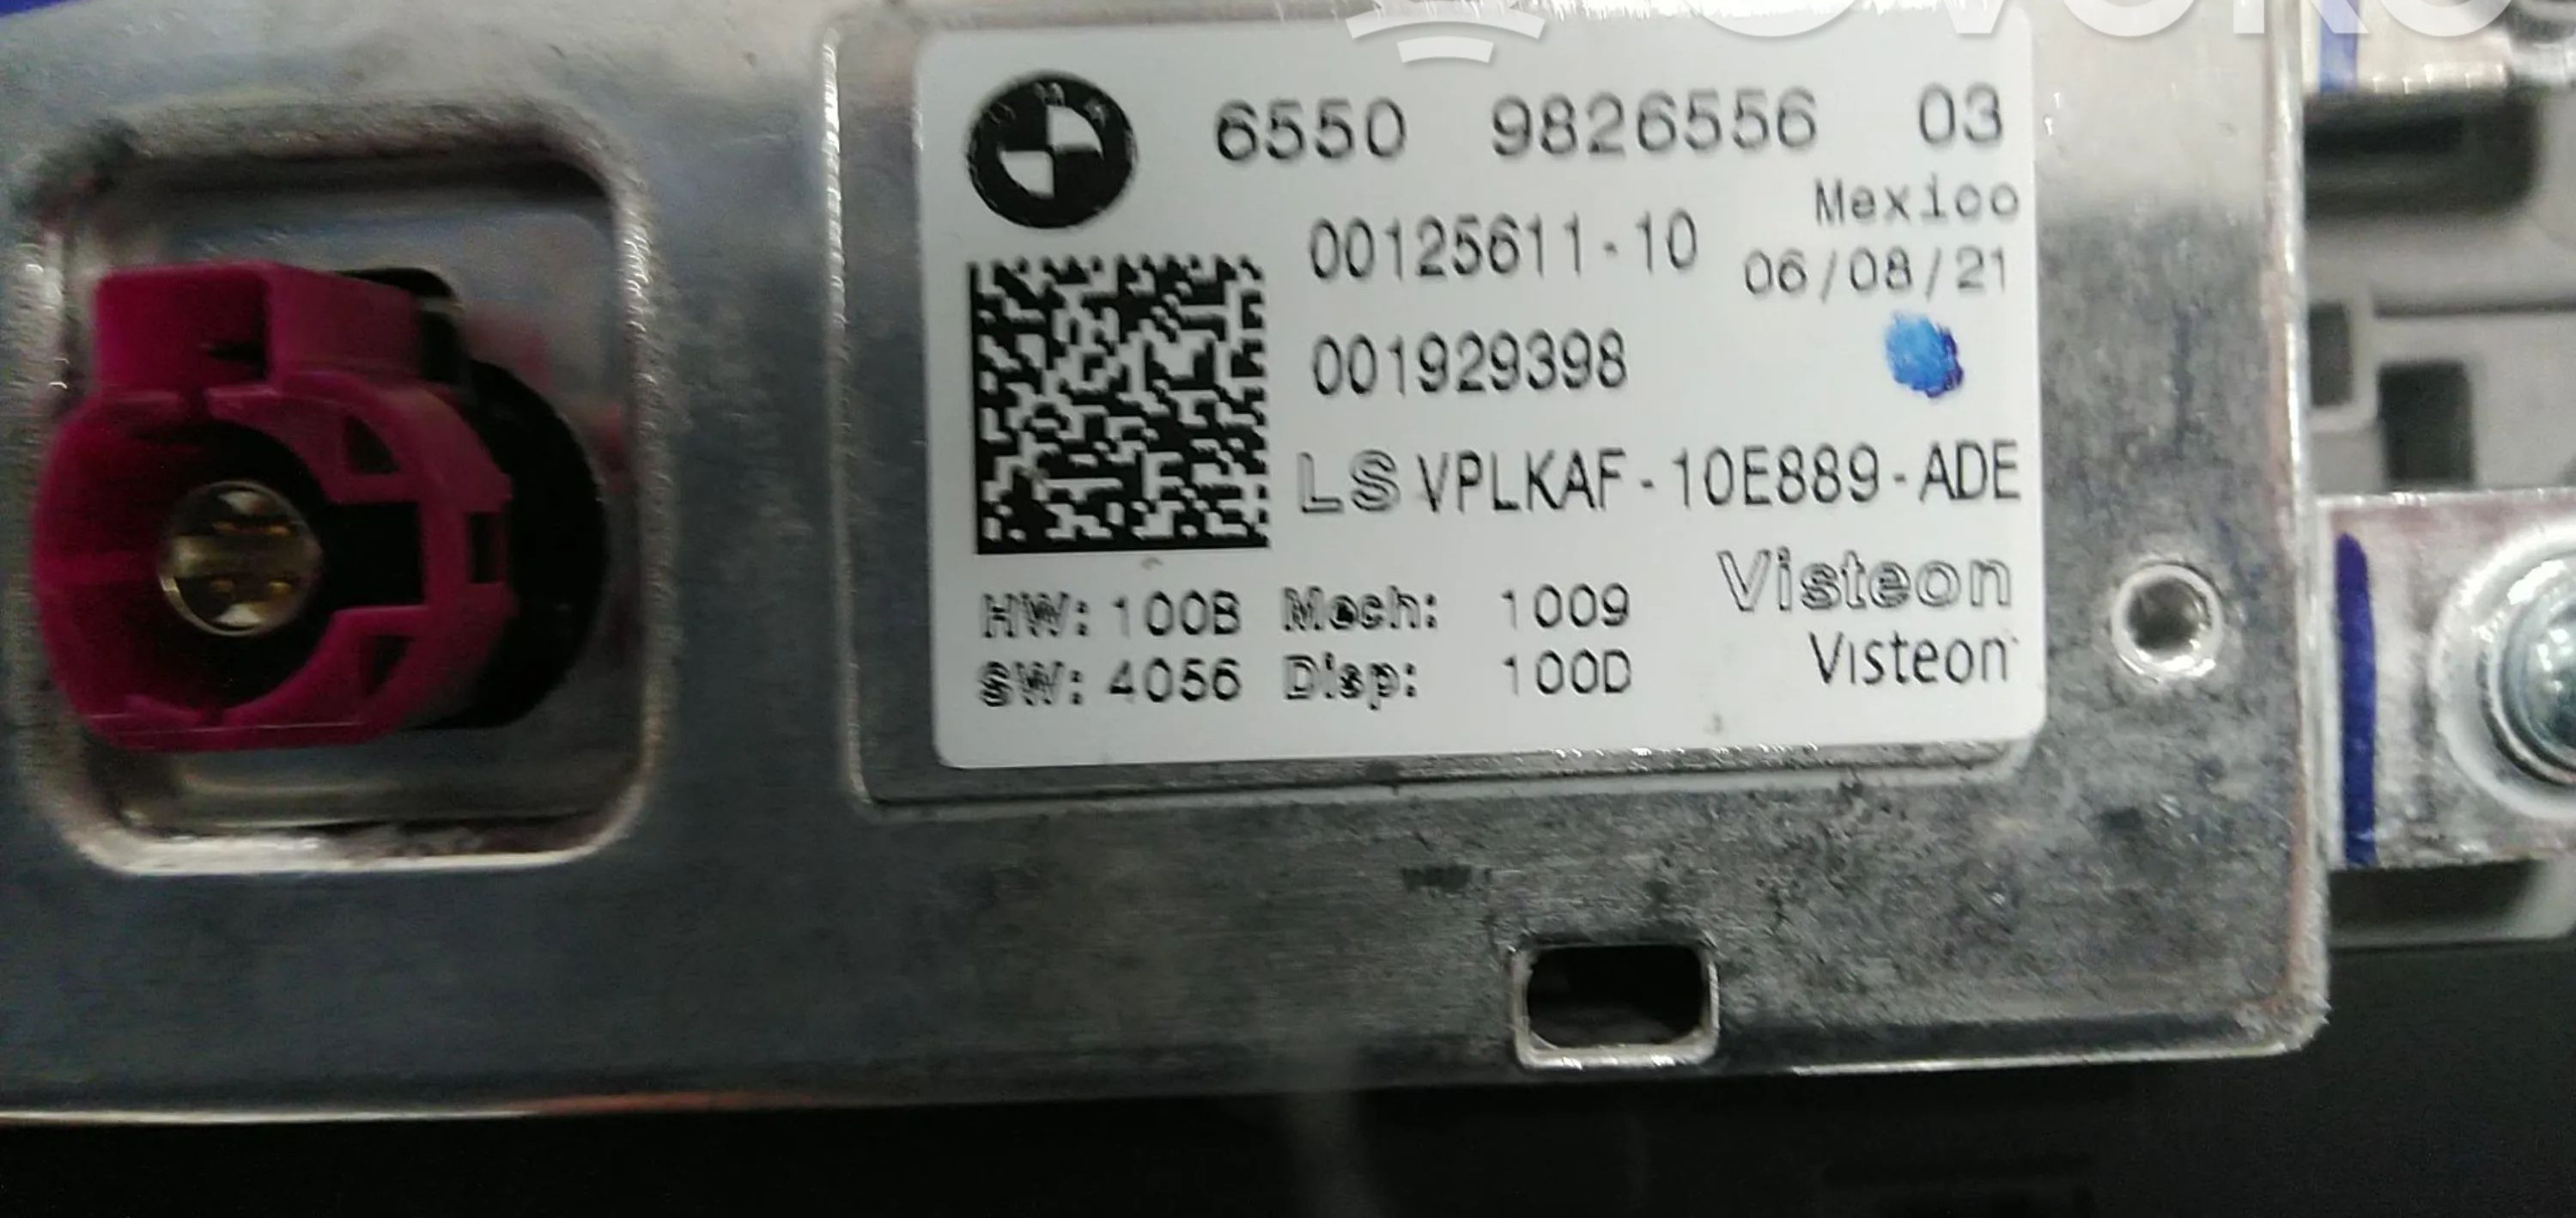 6550 9826556 03
Mexico
00125611-10
06/08/21
001929398
LS VPLKAF-10E889-ADE
Visteon
HW: 100B Mech: 1009
Visteon
SW: 4056 Disp: 100D